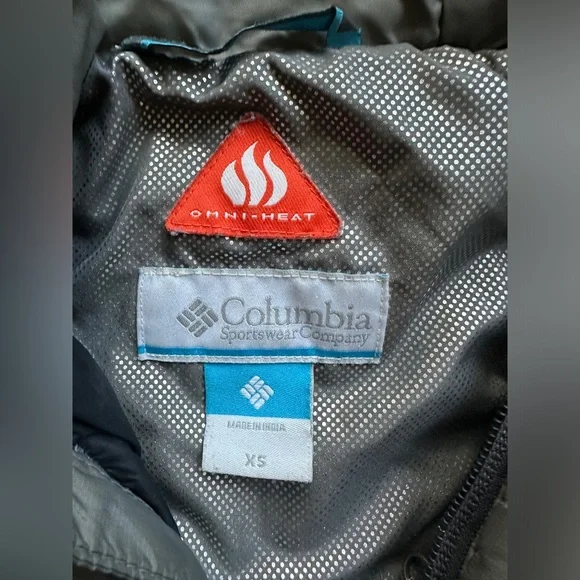 OMNI-HEAT
Columbia
Sportswear Company
MADE IN INDIA
XS